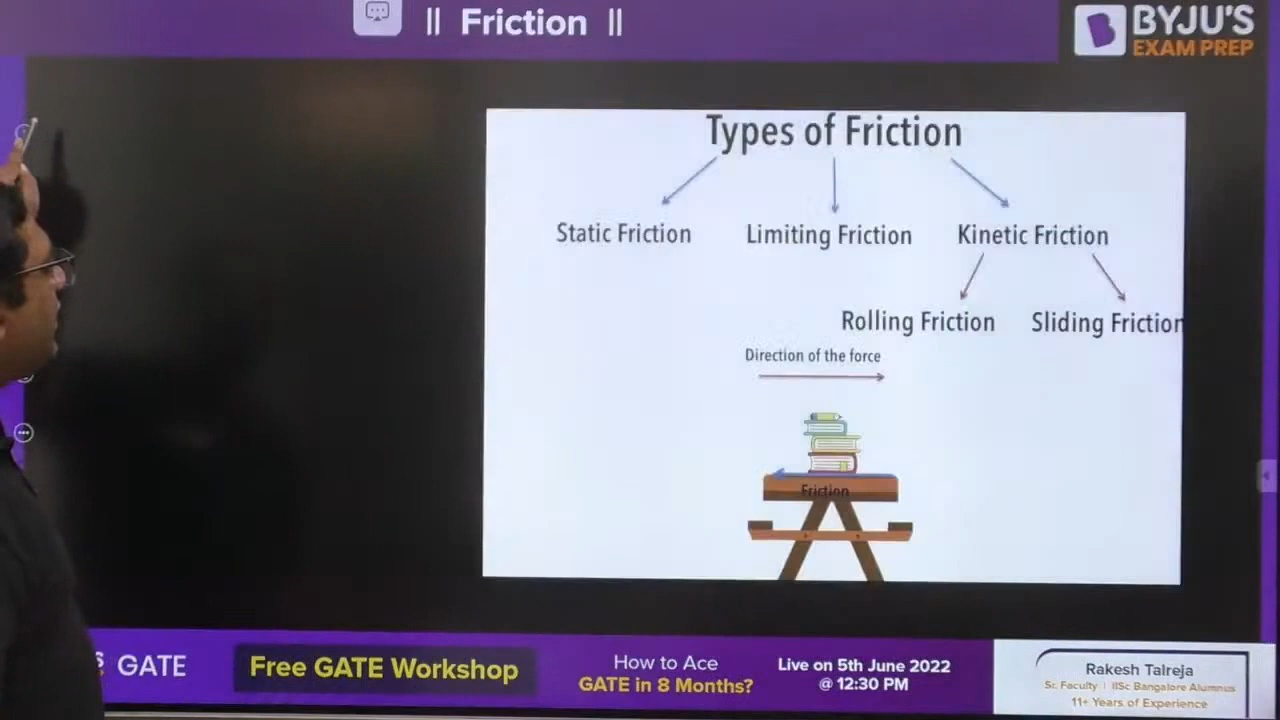 || Friction ||
BYJU'S
EXAM PREP
Types of Friction
Static Friction
Limiting Friction
Kinetic Friction
Rolling Friction
Sliding Friction
Direction of the force
Friction
GATE
Free GATE Workshop
How to Ace
GATE in 8 Months?
Live on 5th June 2022
@ 12:30 PM
Rakesh Talreja
Sr. Faculty | IISc Bangalore Alumnus
11+ Years of Experience